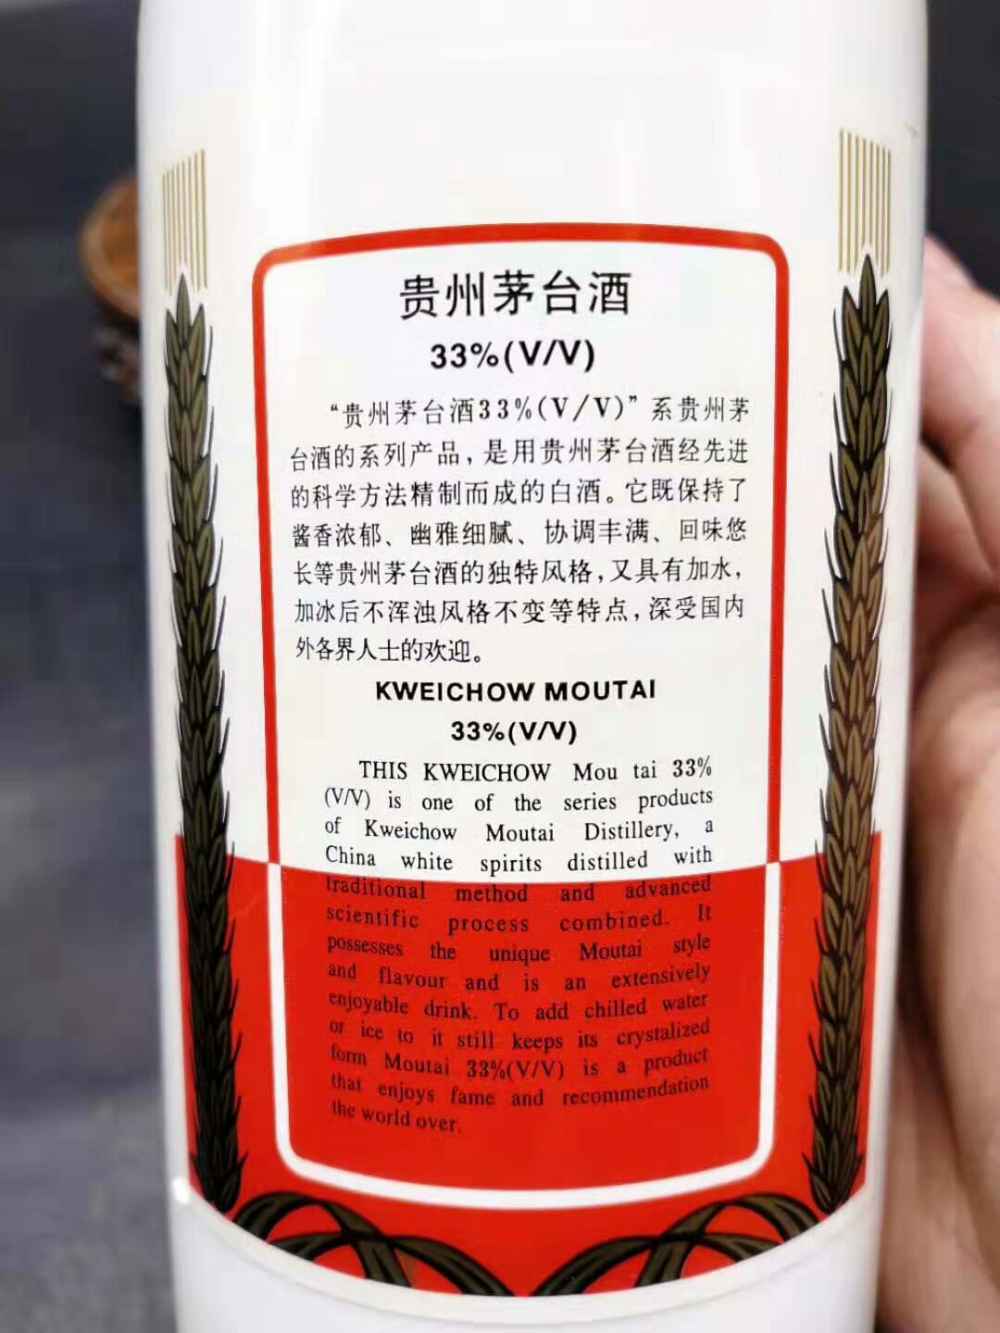 贵州茅台酒
33%(V/V)
“贵州茅台酒33%(V/V)”系贵州茅
台酒的系列产品,是用贵州茅台酒经先进
的科学方法精制而成的白酒。它既保持了
酱香浓郁、幽雅细腻、协调丰满、回味悠
长等贵州茅台酒的独特风格,又具有加水,
加冰后不浑浊风格不变等特点,深受国内
外各界人士的欢迎。
KWEICHOW MOUTAI
33%(V/V)
THIS KWEICHOW Mou tai 33%
(V/V) is one of the series products
of Kweichow Moutai Distillery, a
China white spirits distilled with
traditional method and advanced
scientific process combined. It
possesses the unique Moutai style
and flavour and is an extensively
enjoyable drink. To add chilled water
or ice to it still keeps its crystalized
form Moutai 33%(V/V) is a product
that enjoys fame and recommendation
the world over.